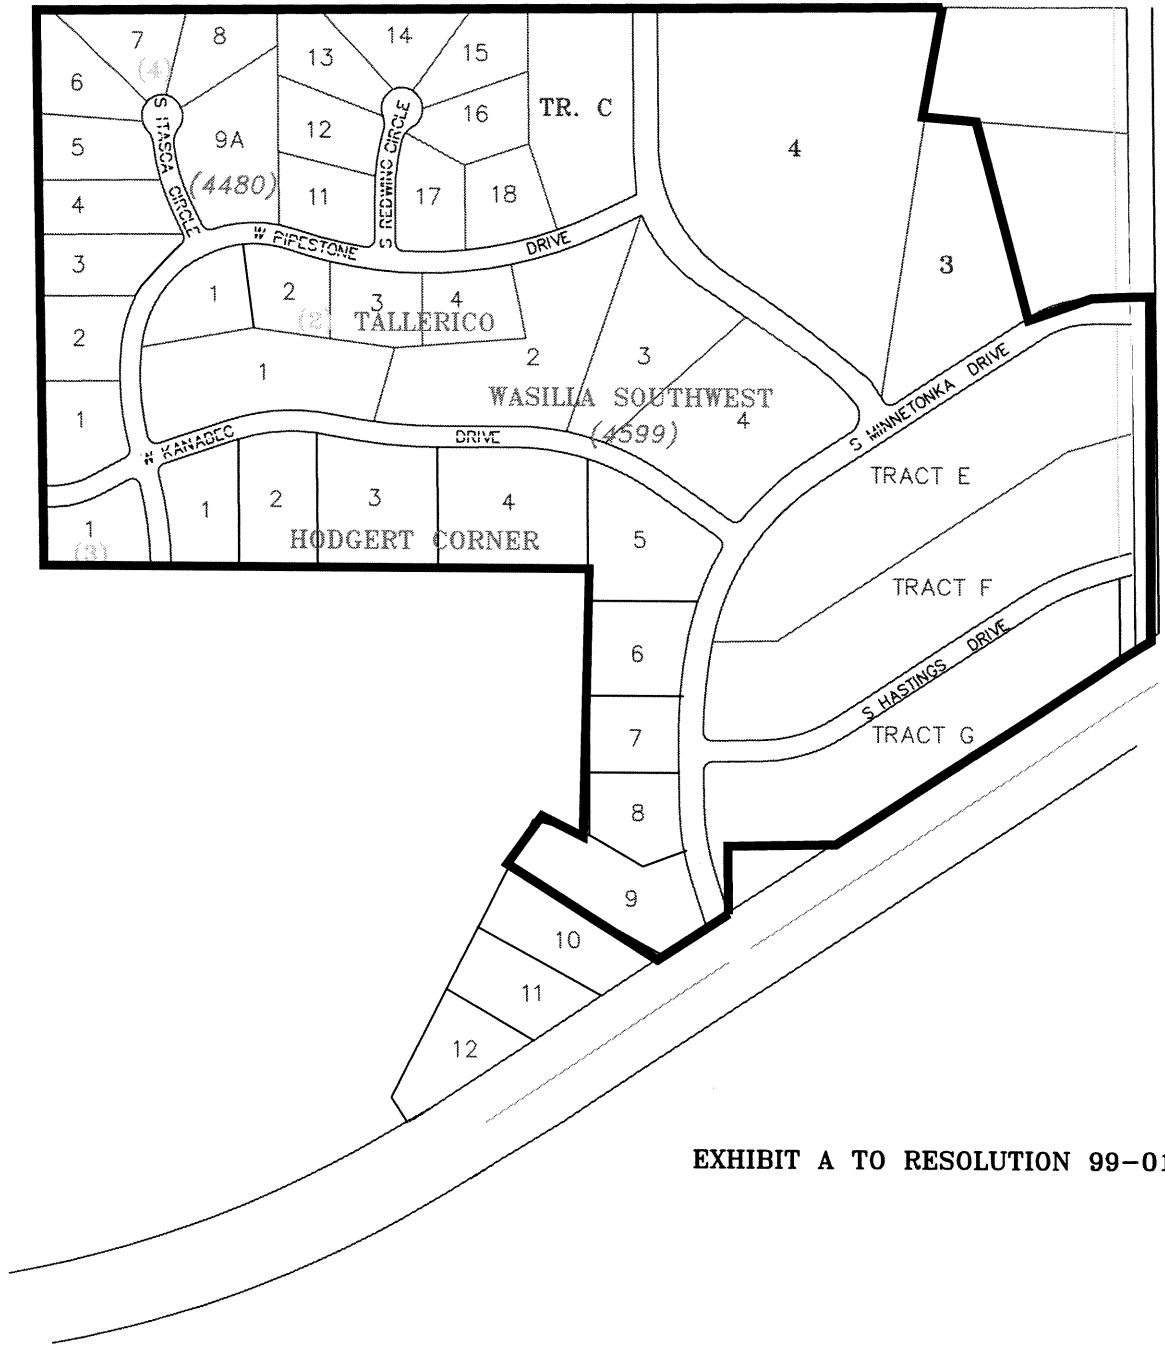 7
8
13
14
15
(4)
6
S ITASCA CIRCLE
S REDWING CIRCLE
16
TR. C
5
9A
12
4
(4480)
11
17
18
4
W PIPESTONE
DRIVE
3
3
1
2
3
4
(2)
TALLERICO
2
1
2
3
WASILLA SOUTHWEST
4
(4599)
S MINNETONKA DRIVE
1
W KANABEC
DRIVE
TRACT E
1
1
2
3
4
(3)
HODGERT CORNER
5
TRACT F
6
S HASTINGS DRIVE
7
TRACT G
8
9
10
11
12
EXHIBIT A TO RESOLUTION 99-01